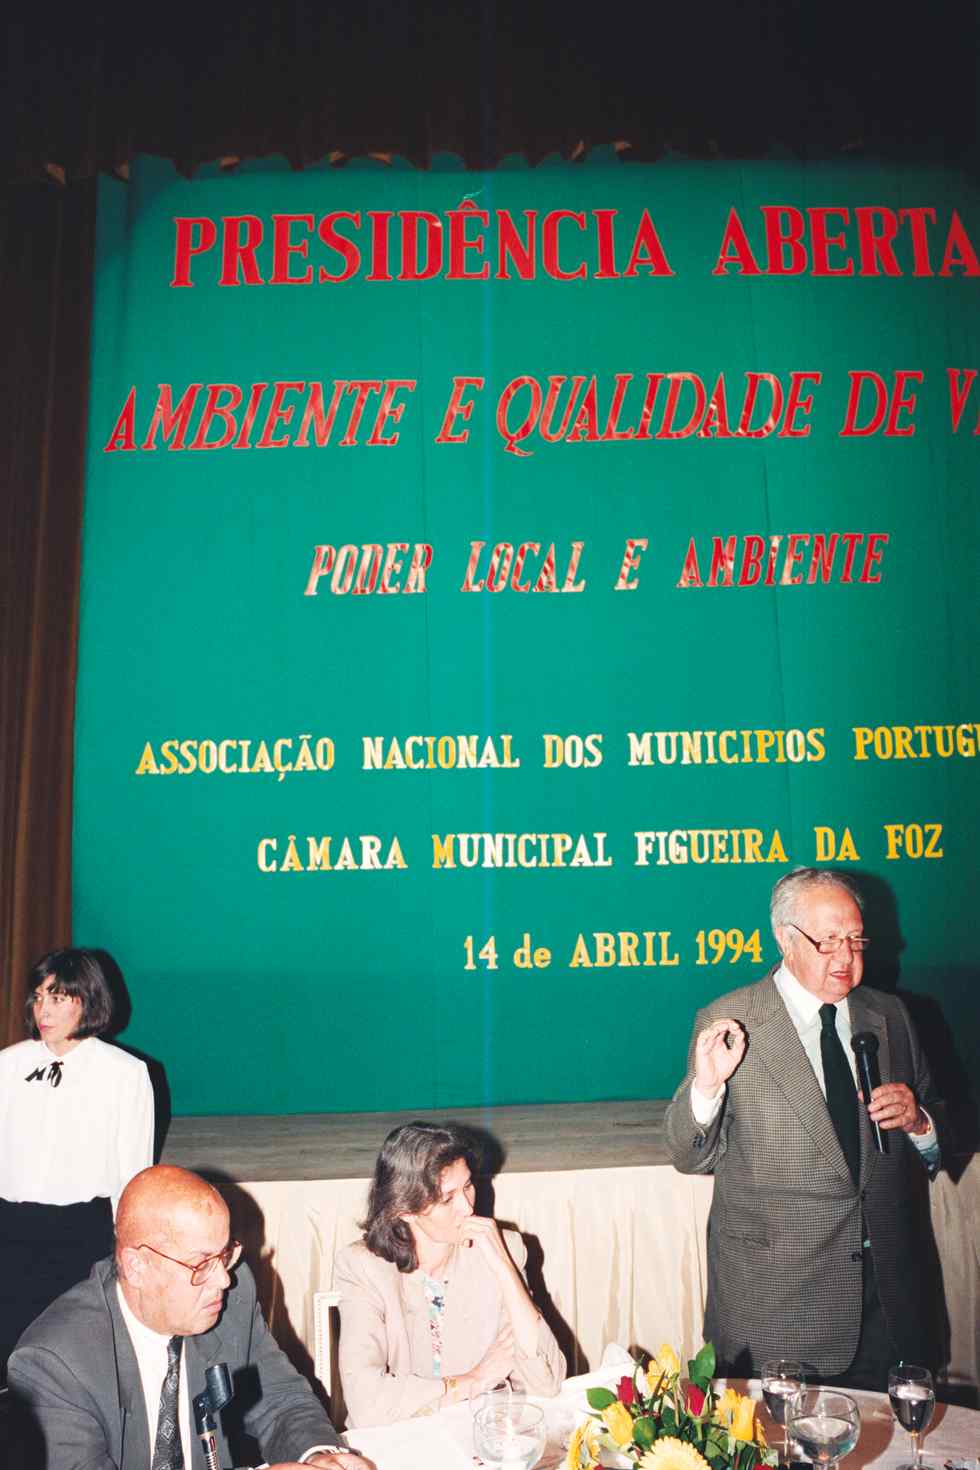 PRESIDÊNCIA ABERTA
AMBIENTE E QUALIDADE DE
PODER LOCAL E AMBIENTE
ASSOCIAÇÃO NACIONAL DOS MUNICIPIOS PORTUGU
CÂMARA MUNICIPAL FIGUEIRA DA FOZ
14 de ABRIL 1994